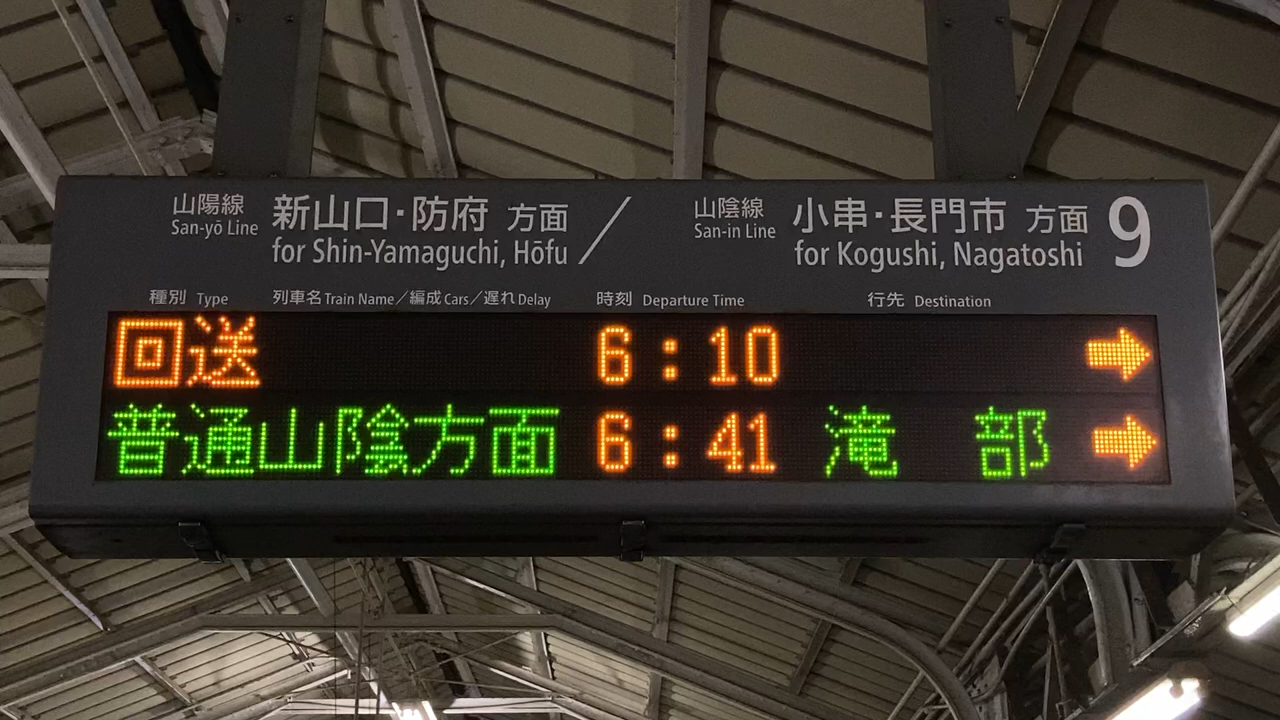 山陽線 新山口・防府 方面 / 山陰線 小串・長門市 方面 9
San-yō Line for Shin-Yamaguchi, Hōfu San-in Line for Kogushi, Nagatoshi
種別 Type 列車名 Train Name/編成 Cars/遅れ Delay 時刻 Departure Time 行先 Destination
回送 6:10 →
普通山陰方面 6:41 滝 部 →